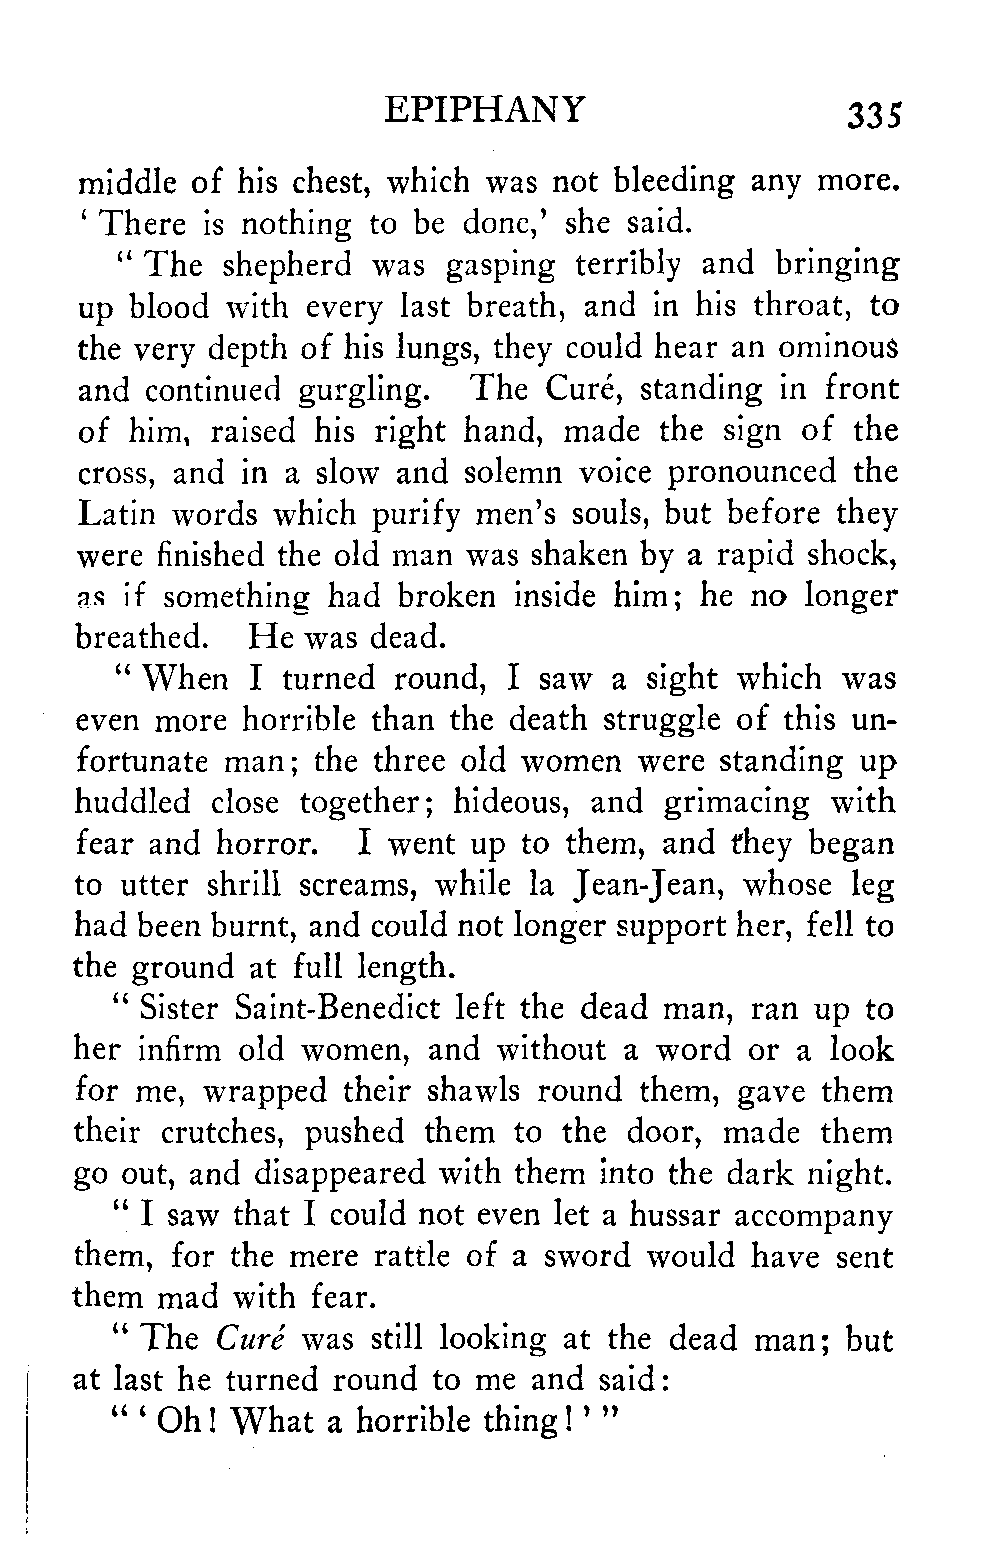 EPIPHANY 335
middle of his chest, which was not bleeding any more.
‘ There is nothing to be done,’ she said.
“ The shepherd was gasping terribly and bringing
up blood with every last breath, and in his throat, to
the very depth of his lungs, they could hear an ominous
and continued gurgling. The Curé, standing in front
of him, raised his right hand, made the sign of the
cross, and in a slow and solemn voice pronounced the
Latin words which purify men's souls, but before they
were finished the old man was shaken by a rapid shock,
as if something had broken inside him; he no longer
breathed. He was dead.
“ When I turned round, I saw a sight which was
even more horrible than the death struggle of this un-
fortunate man; the three old women were standing up
huddled close together; hideous, and grimacing with
fear and horror. I went up to them, and they began
to utter shrill screams, while la Jean-Jean, whose leg
had been burnt, and could not longer support her, fell to
the ground at full length.
“ Sister Saint-Benedict left the dead man, ran up to
her infirm old women, and without a word or a look
for me, wrapped their shawls round them, gave them
their crutches, pushed them to the door, made them
go out, and disappeared with them into the dark night.
“ I saw that I could not even let a hussar accompany
them, for the mere rattle of a sword would have sent
them mad with fear.
“ The Curé was still looking at the dead man; but
at last he turned round to me and said:
“ ‘ Oh! What a horrible thing! ’ ”